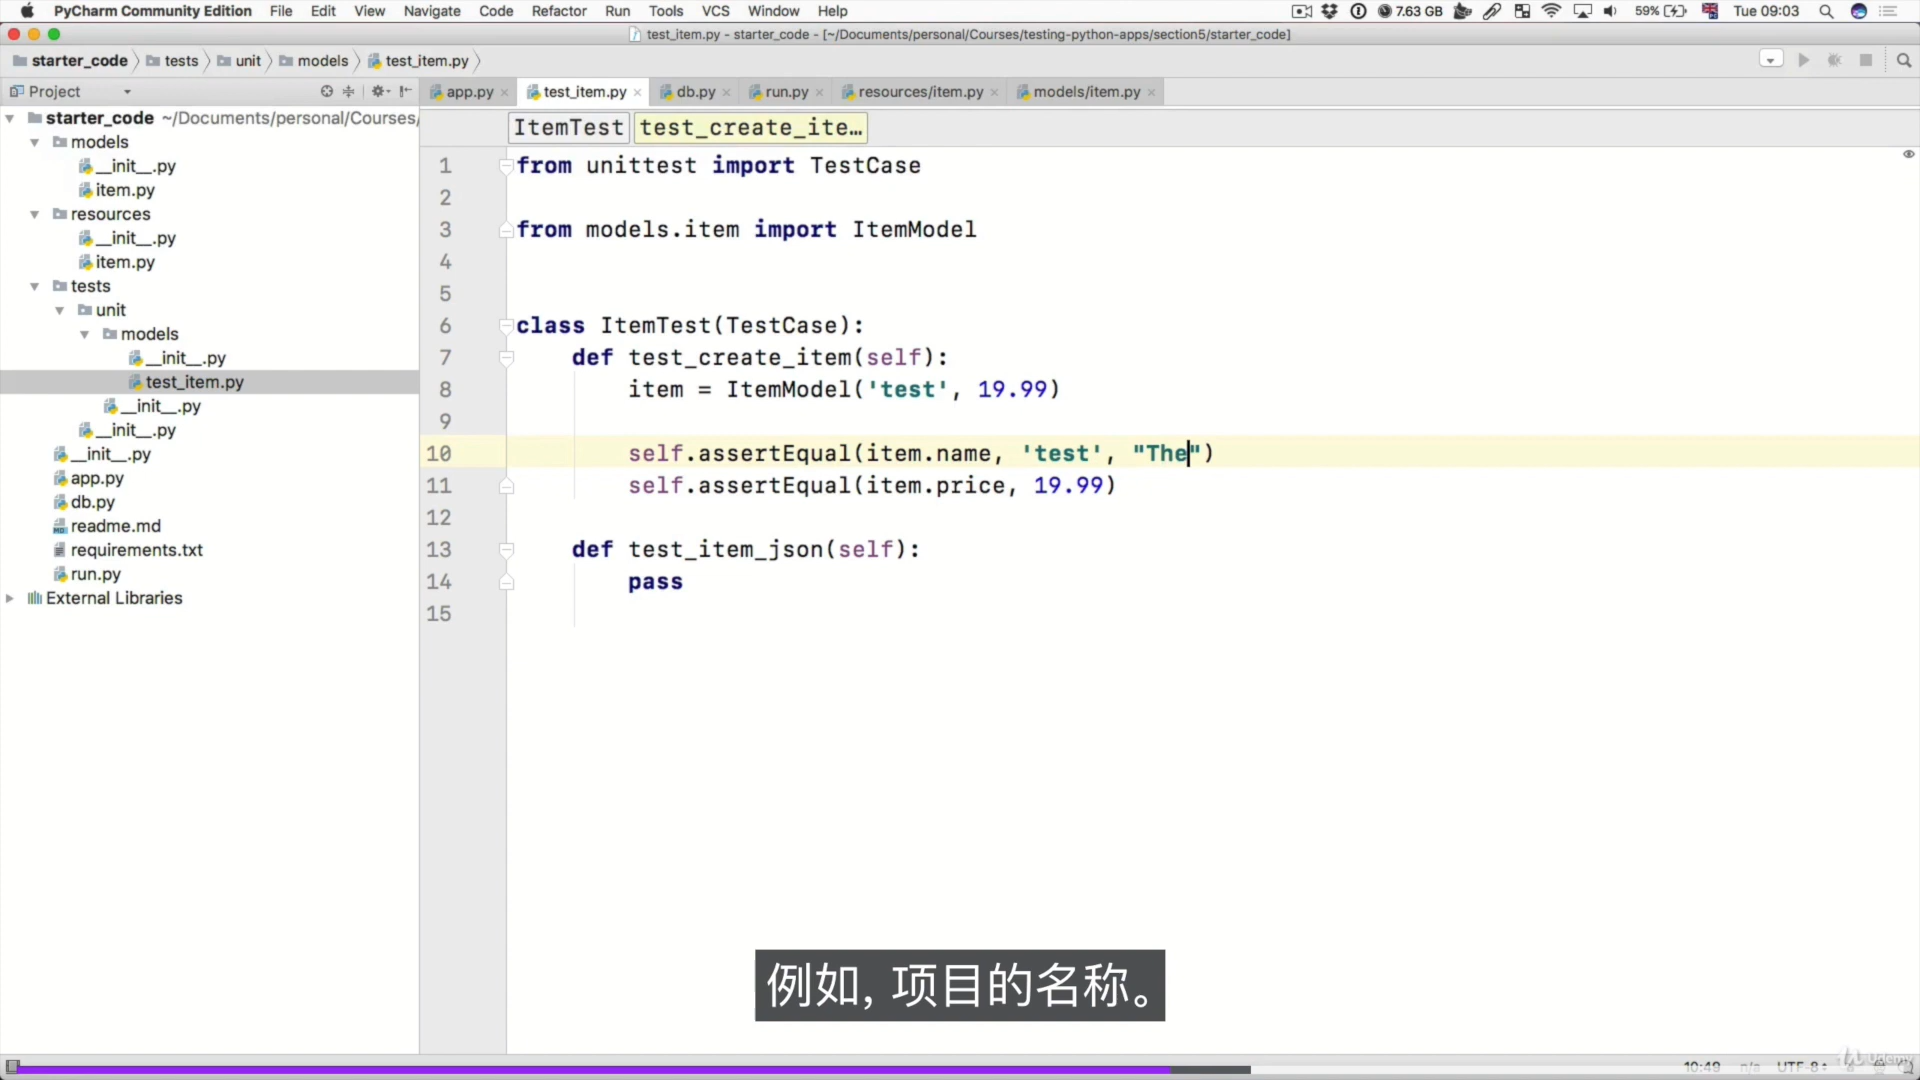 PyCharm Community Edition File Edit View Navigate Code Refactor Run Tools VCS Window Help 7.63 GB 59% Tue 09:03
test_item.py - starter_code - [~/Documents/personal/Courses/testing-python-apps/section5/starter_code]
starter_code tests unit models test_item.py
Project
app.py test_item.py db.py run.py resources/item.py models/item.py
starter_code ~/Documents/personal/Courses/
models
__init__.py
item.py
resources
__init__.py
item.py
tests
unit
models
__init__.py
test_item.py
__init__.py
__init__.py
__init__.py
app.py
db.py
readme.md
requirements.txt
run.py
External Libraries
ItemTest test_create_ite…
1 from unittest import TestCase
2
3 from models.item import ItemModel
4
5
6 class ItemTest(TestCase):
7 def test_create_item(self):
8 item = ItemModel('test', 19.99)
9
10 self.assertEqual(item.name, 'test', "The")
11 self.assertEqual(item.price, 19.99)
12
13 def test_item_json(self):
14 pass
15
例如, 项目的名称。
10:49 n/a UTF-8
Udemy